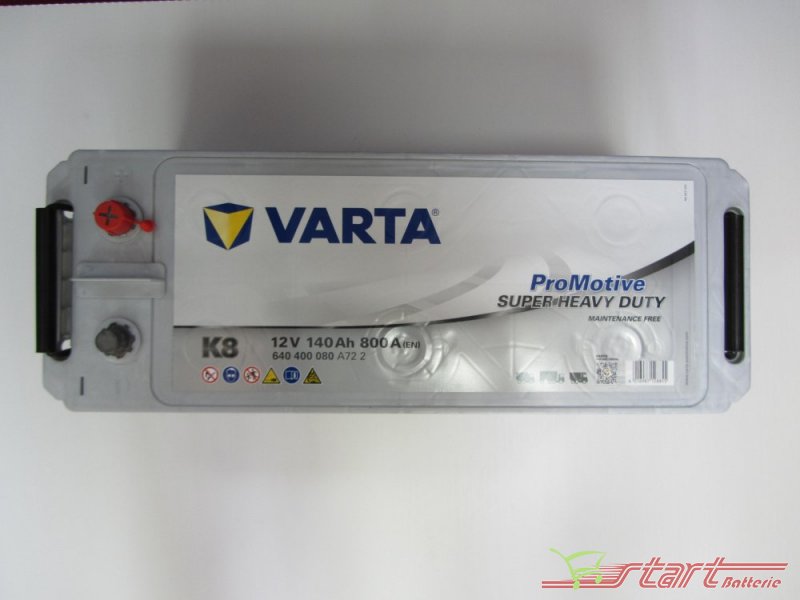 VARTA®
ProMotive
SUPER HEAVY DUTY
MAINTENANCE FREE
K8 12V 140Ah 800A (EN)
640 400 080 A72 2
start
Batterie